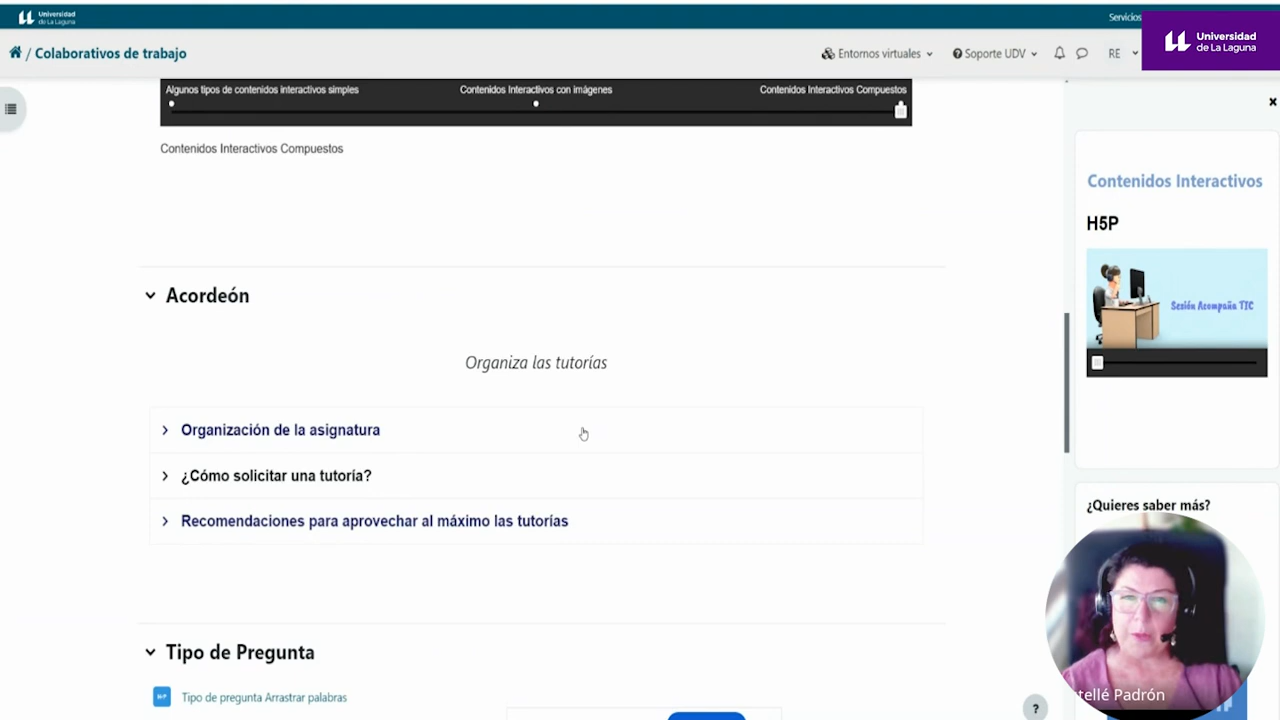 Universidad
de La Laguna
Servicios
Universidad
de La Laguna
/ Colaborativos de trabajo
Entornos virtuales
Soporte UDV
RE
Algunos tipos de contenidos interactivos simples
Contenidos Interactivos con imágenes
Contenidos Interactivos Compuestos
Contenidos Interactivos Compuestos
×
Contenidos Interactivos
H5P
Sesión Acompaña TIC
Acordeón
Organiza las tutorías
Organización de la asignatura
¿Cómo solicitar una tutoría?
Recomendaciones para aprovechar al máximo las tutorías
¿Quieres saber más?
Tipo de Pregunta
H-P
Tipo de pregunta Arrastrar palabras
tellé Padrón
?